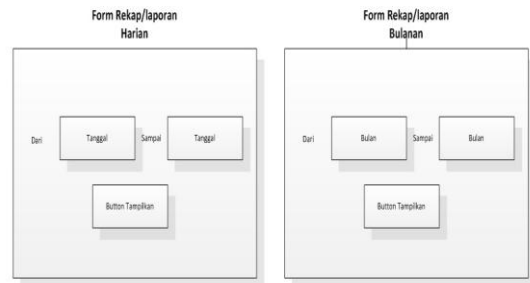 Form Rekap/laporan
Harian
Dari Tanggal Sampai Tanggal
Button Tampilkan
Form Rekap/laporan
Bulanan
Dari Bulan Sampai Bulan
Button Tampilkan